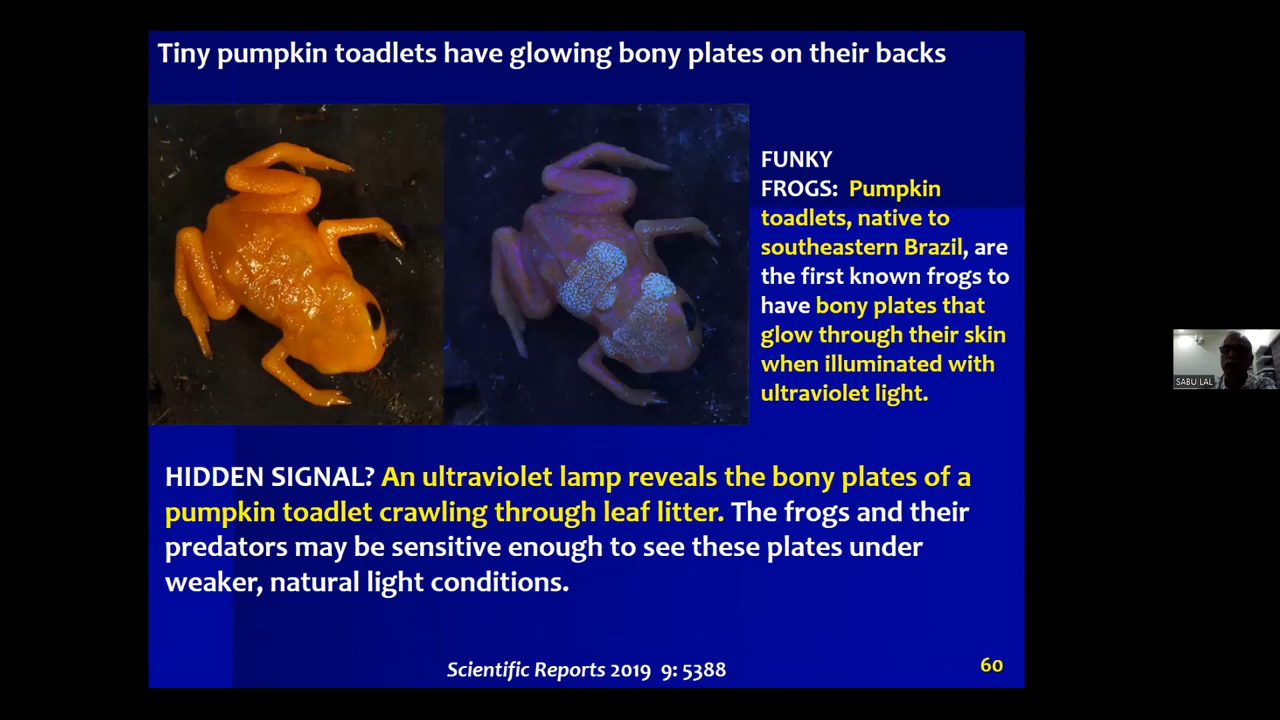 Tiny pumpkin toadlets have glowing bony plates on their backs
FUNKY
FROGS: Pumpkin
toadlets, native to
southeastern Brazil, are
the first known frogs to
have bony plates that
glow through their skin
when illuminated with
ultraviolet light.
HIDDEN SIGNAL? An ultraviolet lamp reveals the bony plates of a
pumpkin toadlet crawling through leaf litter. The frogs and their
predators may be sensitive enough to see these plates under
weaker, natural light conditions.
Scientific Reports 2019 9: 5388
60
SABU LAL